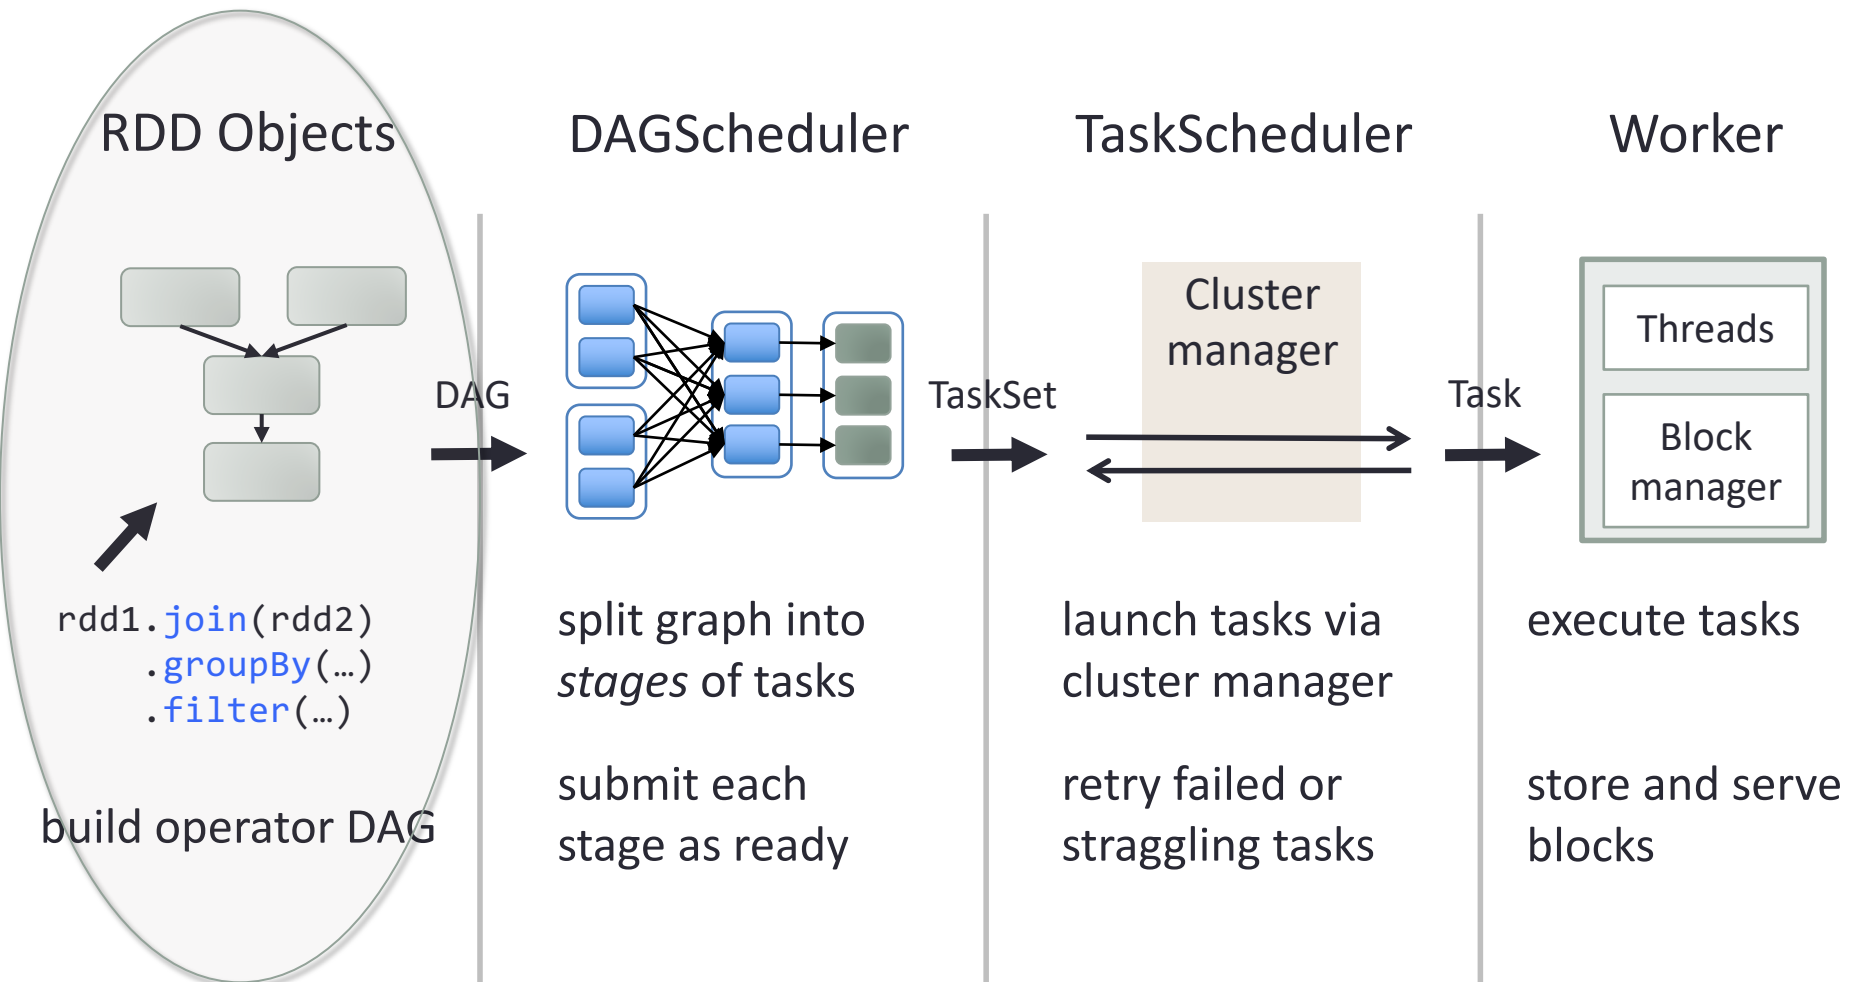 RDD Objects
DAGScheduler
TaskScheduler
Worker
DAG
TaskSet
Cluster
manager
Task
Threads
Block
manager
rdd1.join(rdd2)
.groupBy(…)
.filter(…)
build operator DAG
split graph into
stages of tasks
submit each
stage as ready
launch tasks via
cluster manager
retry failed or
straggling tasks
execute tasks
store and serve
blocks